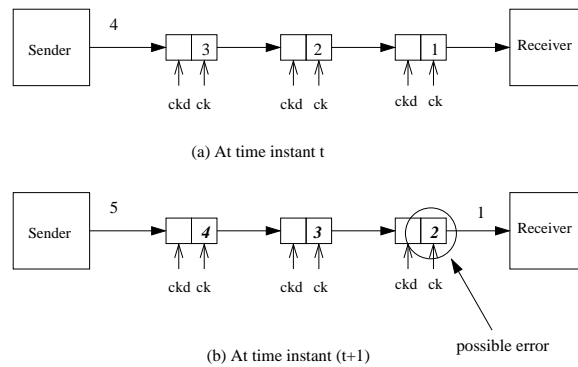 4
Sender
3
2
1
Receiver
ckd ck
ckd ck
ckd ck
(a) At time instant t
5
1
Sender
4
3
2
Receiver
ckd ck
ckd ck
ckd ck
possible error
(b) At time instant (t+1)